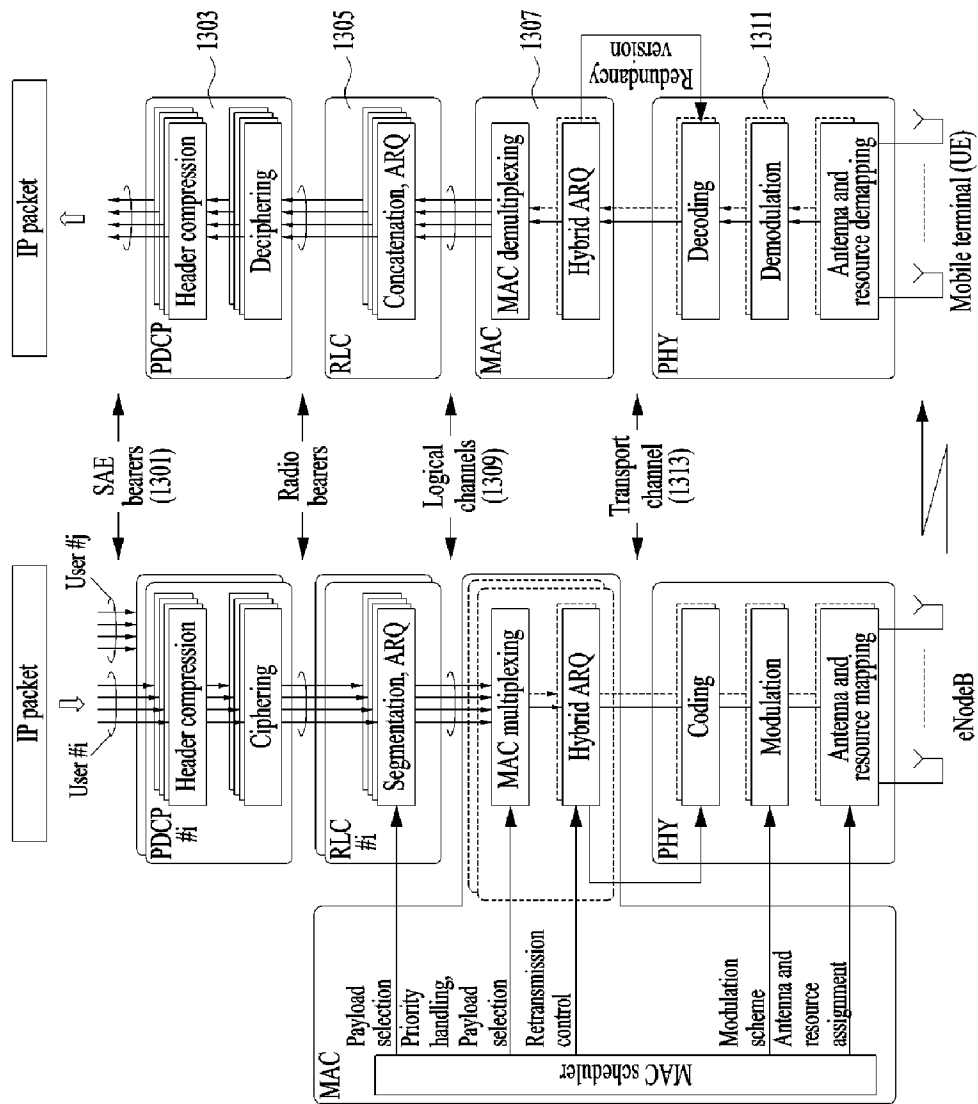 IP packet
User #i
User #j
PDCP
#i
Header compression
Ciphering
RLC
#i
Segmentation, ARQ
MAC
MAC scheduler
Payload
selection
Priority
handling,
Payload
selection
Retransmission
control
Modulation
scheme
Antenna and
resource
assignment
MAC multiplexing
Hybrid ARQ
PHY
Coding
Modulation
Antenna and
resource mapping
eNodeB
SAE
bearers
(1301)
Radio
bearers
Logical
channels
(1309)
Transport
channel
(1313)
IP packet
PDCP
Header compression
Deciphering
1303
RLC
Concatenation, ARQ
1305
MAC
MAC demultiplexing
Hybrid ARQ
1307
Redundancy
version
PHY
Decoding
Demodulation
Antenna and
resource demapping
1311
Mobile terminal (UE)